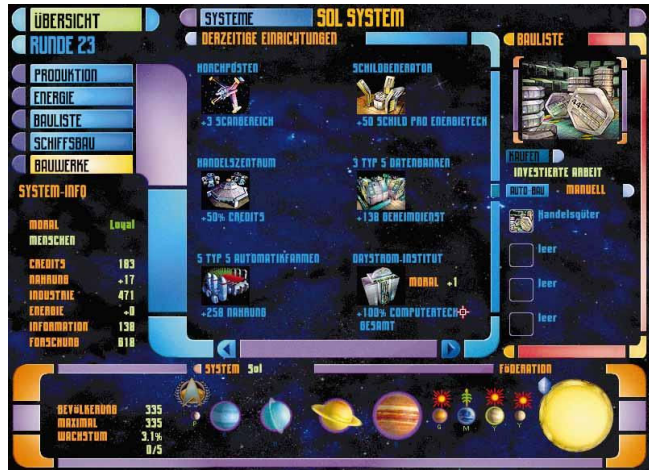 ÜBERSICHT
RUNDE 23
PRODUKTION
ENERGIE
BAULISTE
SCHIFFSBAU
BAUWERKE
SYSTEM-INFO
MORAL Loyal
MENSCHEN
CREDITS 183
NAHRUNG +17
INDUSTRIE 471
ENERGIE +0
INFORMATION 138
FORSCHUNG 618
SYSTEME SOL SYSTEM
DERZEITIGE EINRICHTUNGEN
HORCHPOSTEN
+3 SCANBEREICH
SCHILDGENERATOR
+50 SCHILD PRO ENERGIETECH
HANDELSZENTRUM
+50% CREDITS
3 TYP 5 DATENBANKEN
+138 GEHEIMDIENST
5 TYP 5 AUTOMATIKFARMEN
+258 NAHRUNG
DAYSTROM-INSTITUT
MORAL +1
+100% COMPUTERTECH
GESAMT
BAULISTE
KAUFEN
INVESTIERTE ARBEIT
AUTO-BAU - MANUELL
Handelsgüter
leer
leer
leer
SYSTEM Sol
FÖDERATION
BEVÖLKERUNG 335
MAXIMAL 335
WACHSTUM 3,1%
0/5
P
G M Y Y